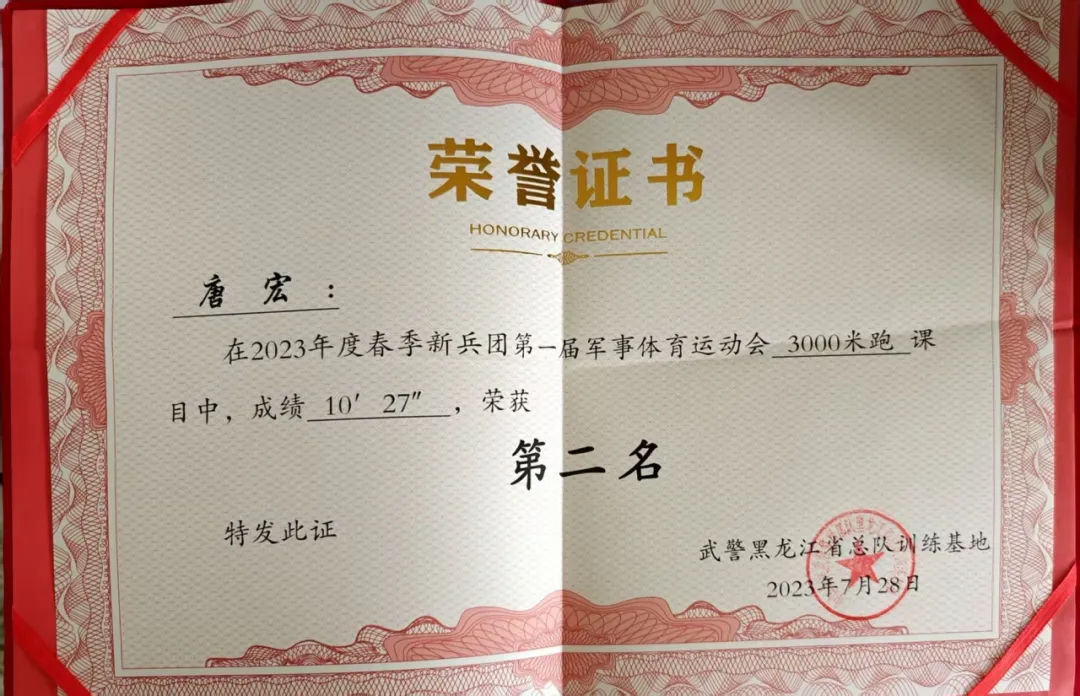 荣誉证书
HONORARY CREDENTIAL
唐宏：
在2023年度春季新兵团第一届军事体育运动会 3000米跑 课
目中，成绩 10′ 27″ ，荣获
第二名
特发此证
武警黑龙江省总队训练基地
2023年7月28日